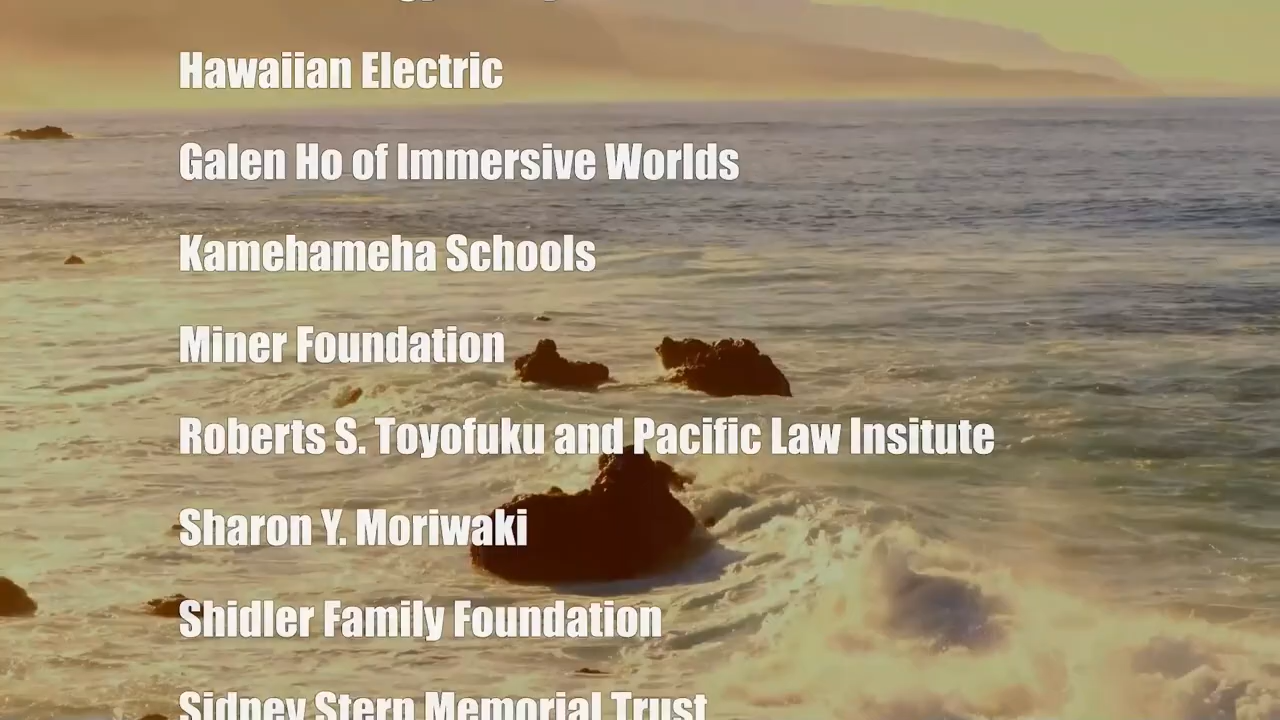 Hawaiian Electric
Galen Ho of Immersive Worlds
Kamehameha Schools
Miner Foundation
Roberts S. Toyofuku and Pacific Law Insitute
Sharon Y. Moriwaki
Shidler Family Foundation
Sidney Stern Memorial Trust